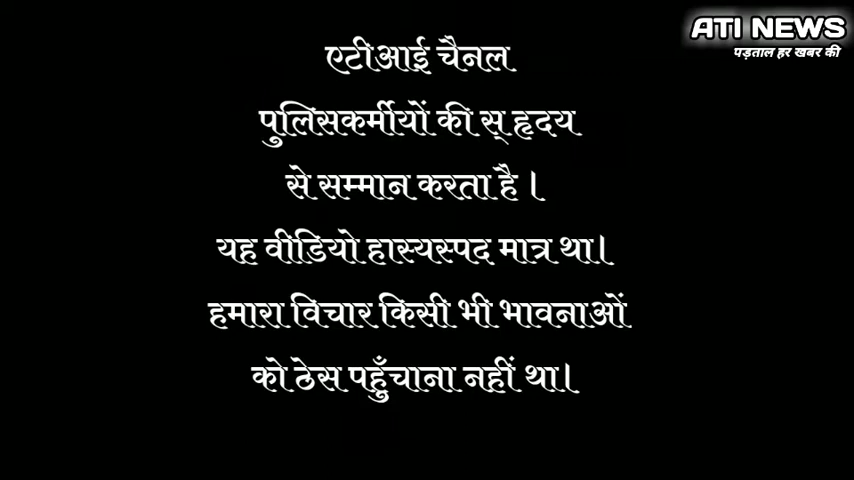 ATI NEWS
पड़ताल हर खबर की
एटीआई चैनल
पुलिसकर्मीयों की स् हृदय
से सम्मान करता है ।
यह वीडियो हास्यस्पद मात्र था।
हमारा विचार किसी भी भावनाओं
को ठेस पहुँचाना नहीं था।